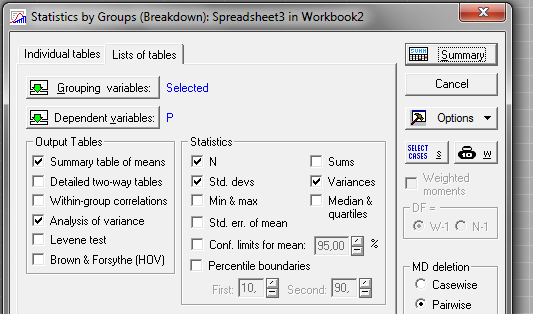 Statistics by Groups (Breakdown): Spreadsheet3 in Workbook2
Individual tables
Lists of tables
Grouping variables: Selected
Dependent variables: P
Output Tables
Summary table of means
Detailed two-way tables
Within-group correlations
Analysis of variance
Levene test
Brown & Forsythe (HOV)
Statistics
N
Sums
Std. devs
Variances
Min & max
Median & quartiles
Std. err. of mean
Conf. limits for mean: 95,00 %
Percentile boundaries
First: 10, Second: 90,
Summary
Cancel
Options
SELECT CASES S
W
Weighted moments
DF =
W-1 N-1
MD deletion
Casewise
Pairwise